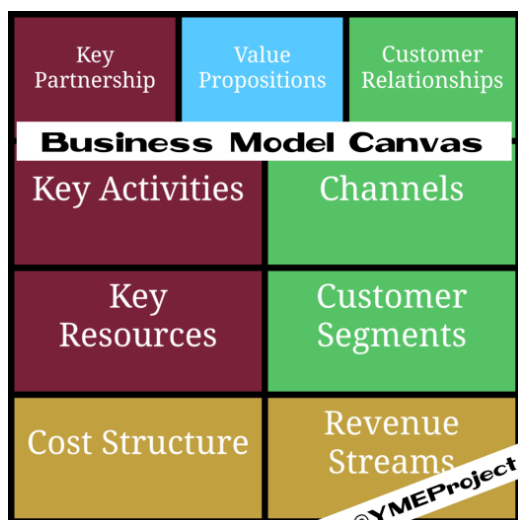 Key
Partnership
Value
Propositions
Customer
Relationships
Business Model Canvas
Key Activities
Channels
Key
Resources
Customer
Segments
Cost Structure
Revenue
Streams
@YMEProject